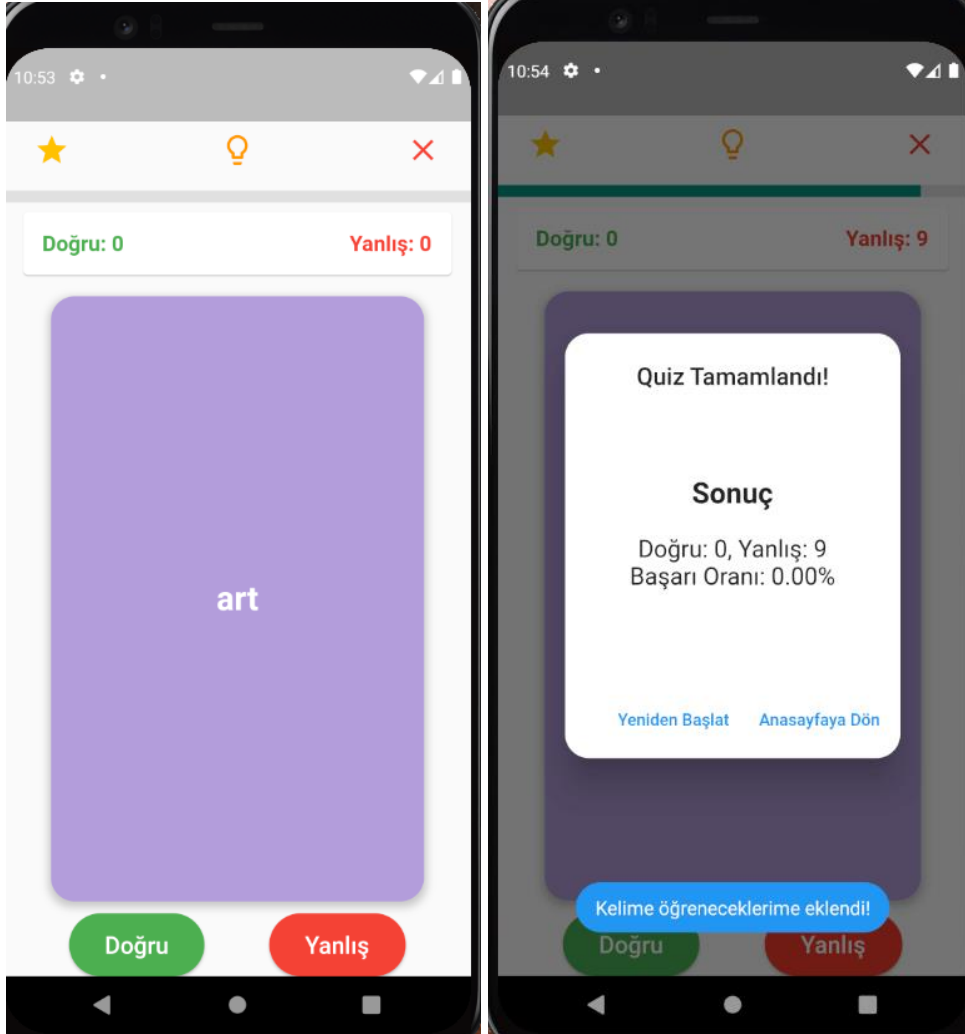 10:53
Doğru: 0
Yanlış: 0
art
Doğru
Yanlış
10:54
Doğru: 0
Yanlış: 9
Quiz Tamamlandı!
Sonuç
Doğru: 0, Yanlış: 9
Başarı Oranı: 0.00%
Yeniden Başlat
Anasayfaya Dön
Kelime öğreneceklerime eklendi!
Doğru
Yanlış